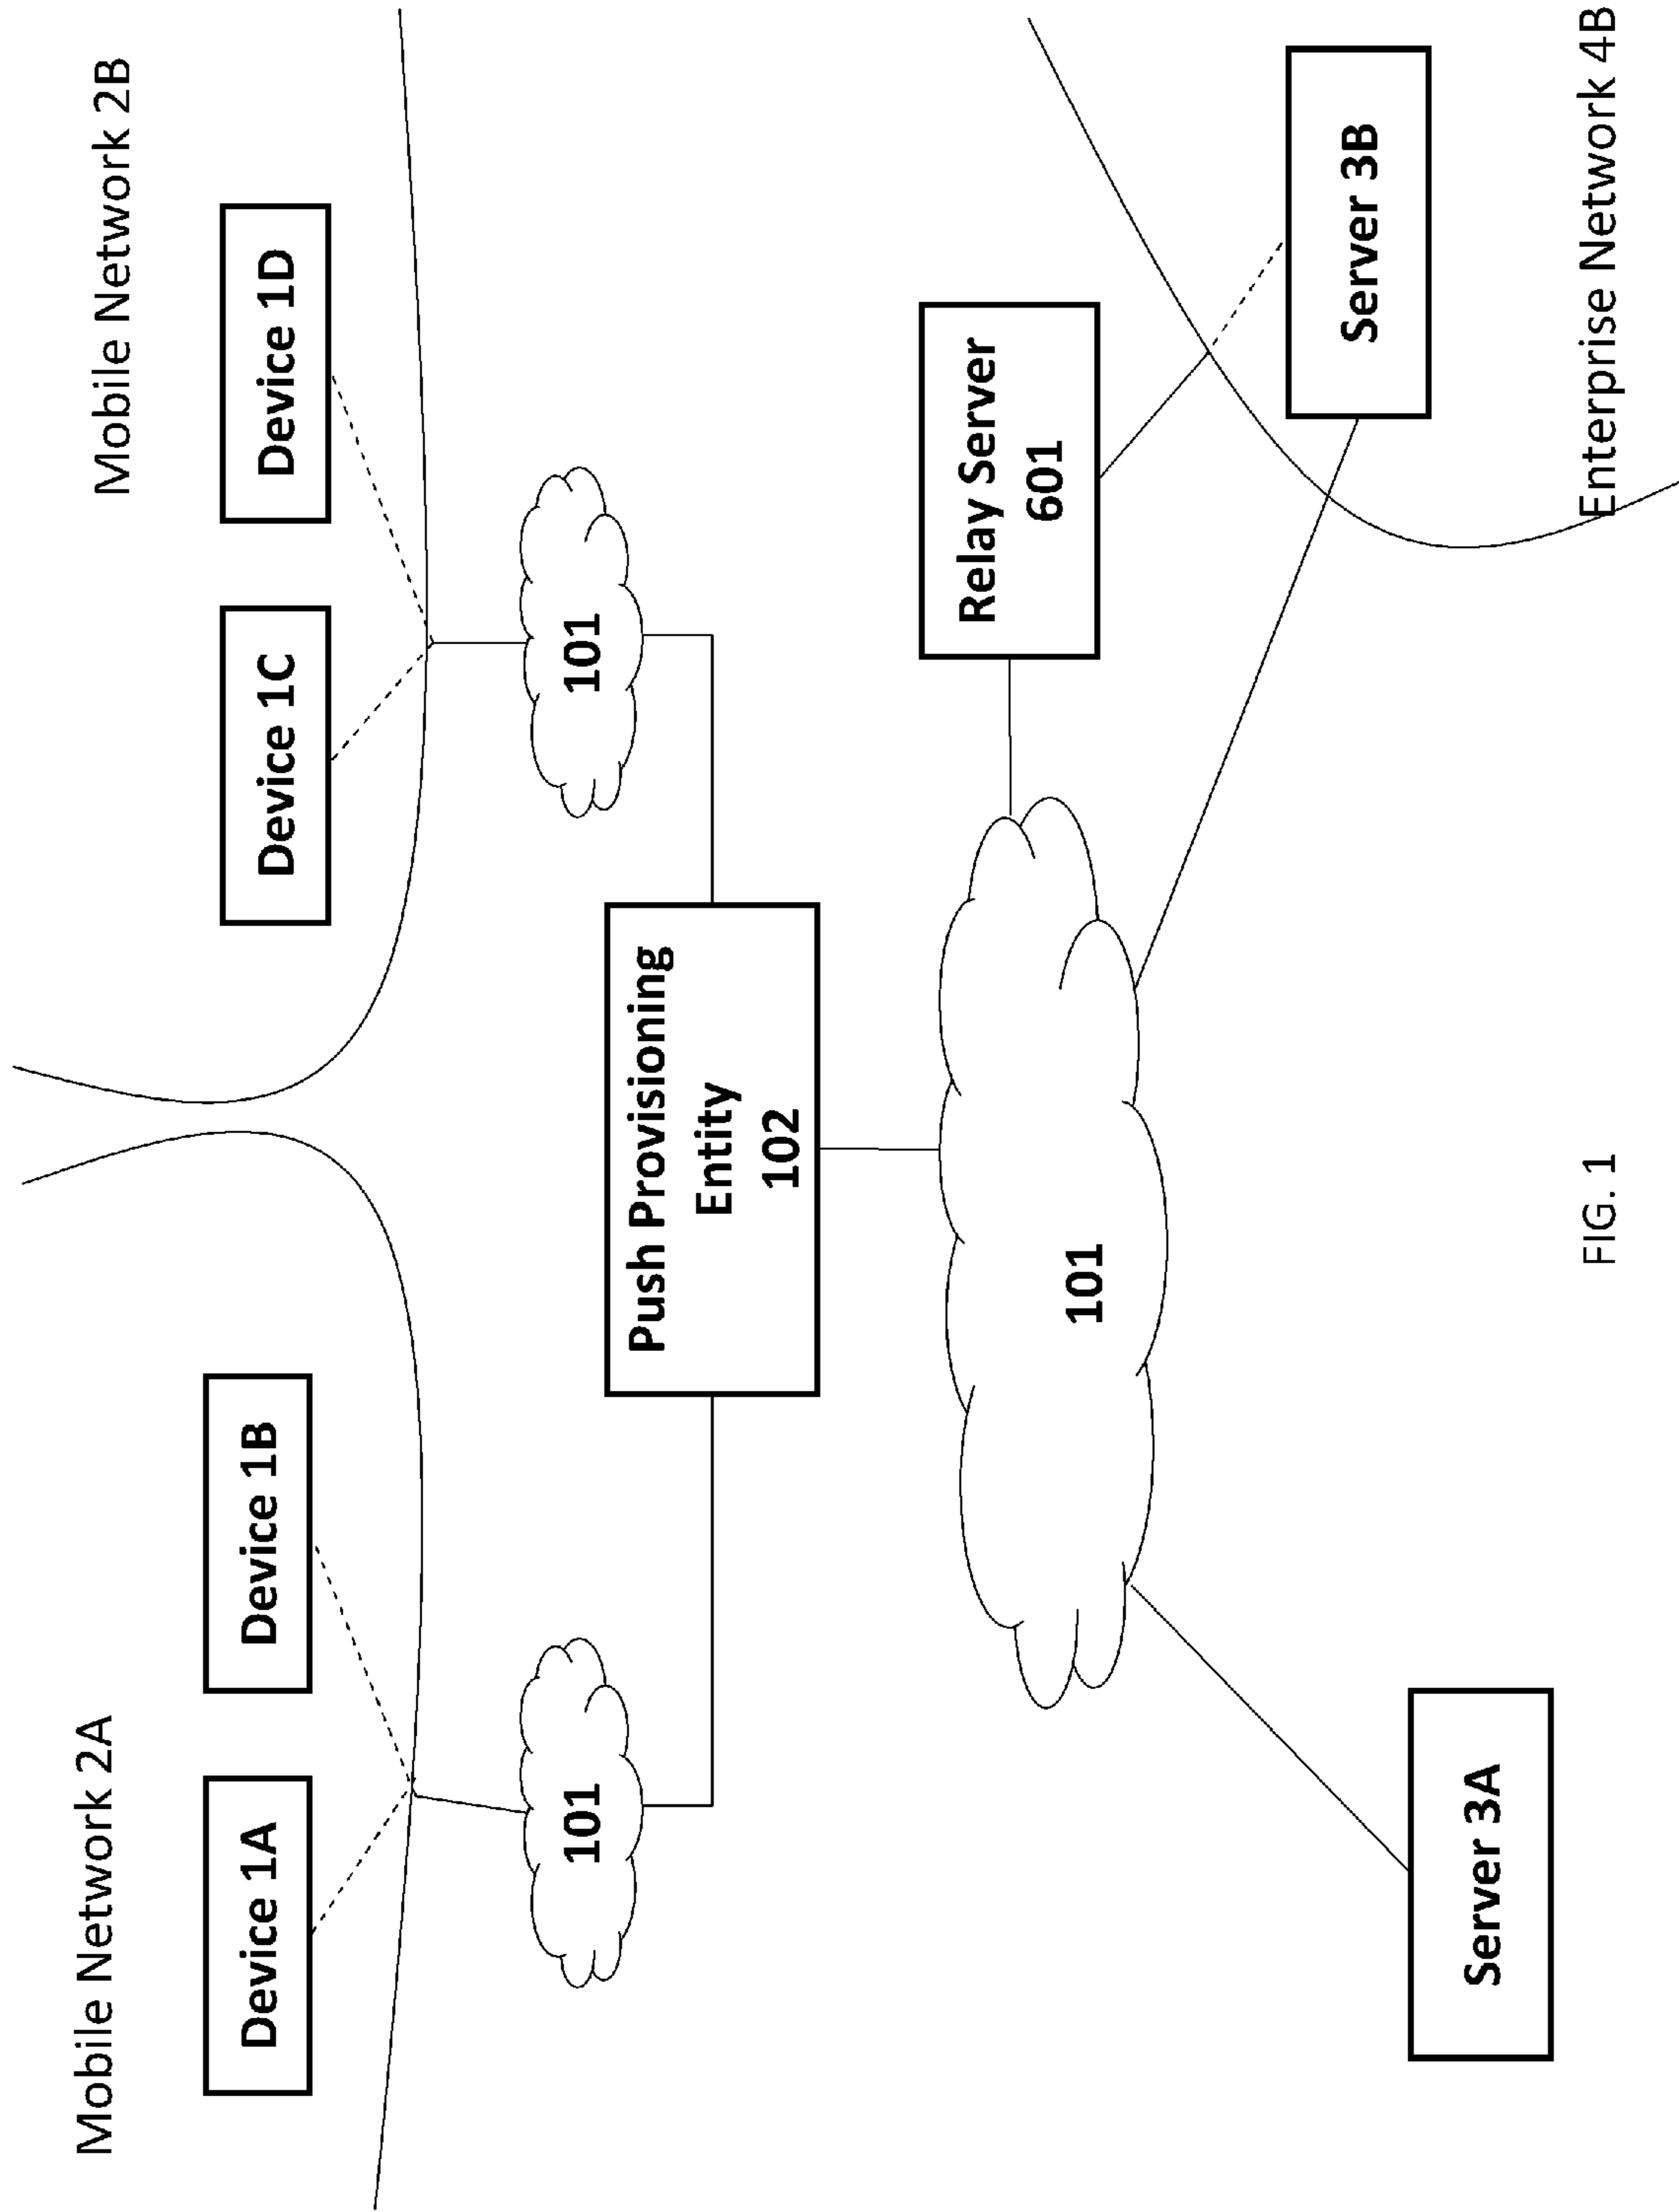 Mobile Network 2A
Mobile Network 2B
Device 1A
Device 1B
Device 1C
Device 1D
101
101
Push Provisioning
Entity
102
101
Relay Server
601
Server 3A
Server 3B
FIG. 1
Enterprise Network 4B